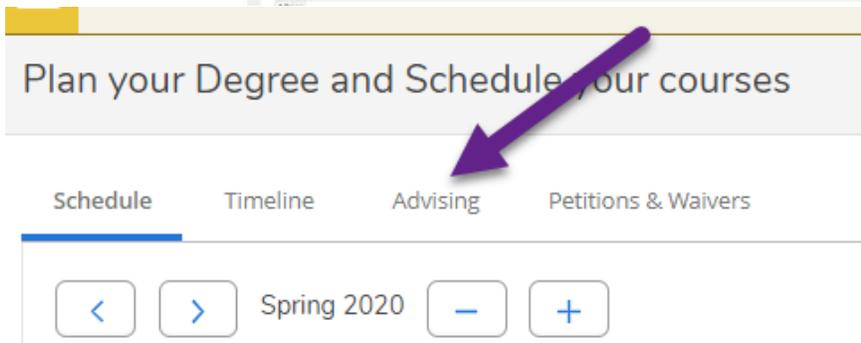 Plan your Degree and Schedule your courses
Schedule Timeline Advising Petitions & Waivers
Spring 2020